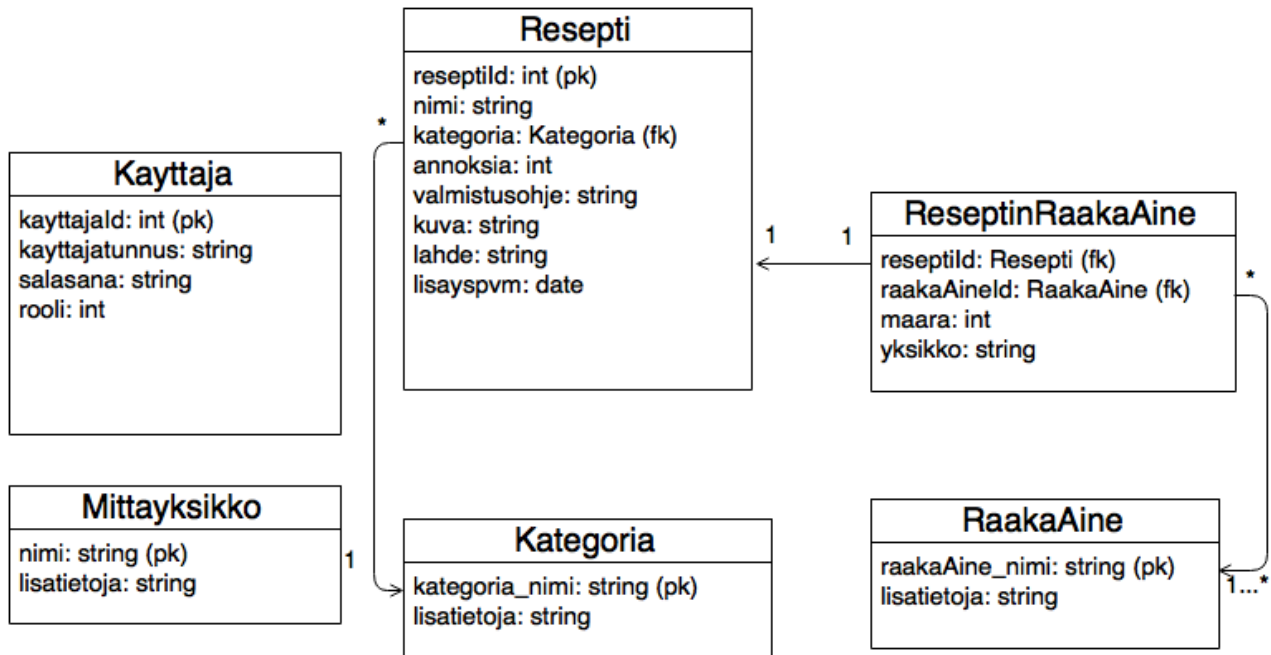 Resepti
reseptiId: int (pk)
nimi: string
kategoria: Kategoria (fk)
annoksia: int
valmistusohje: string
kuva: string
lahde: string
lisayspvm: date
*
Kayttaja
kayttajaId: int (pk)
kayttajatunnus: string
salasana: string
rooli: int
1
1
ReseptinRaakaAine
reseptiId: Resepti (fk)
raakaAineId: RaakaAine (fk)
maara: int
yksikko: string
*
Mittayksikko
nimi: string (pk)
lisatietoja: string
1
Kategoria
kategoria_nimi: string (pk)
lisatietoja: string
RaakaAine
raakaAine_nimi: string (pk)
lisatietoja: string
1...*